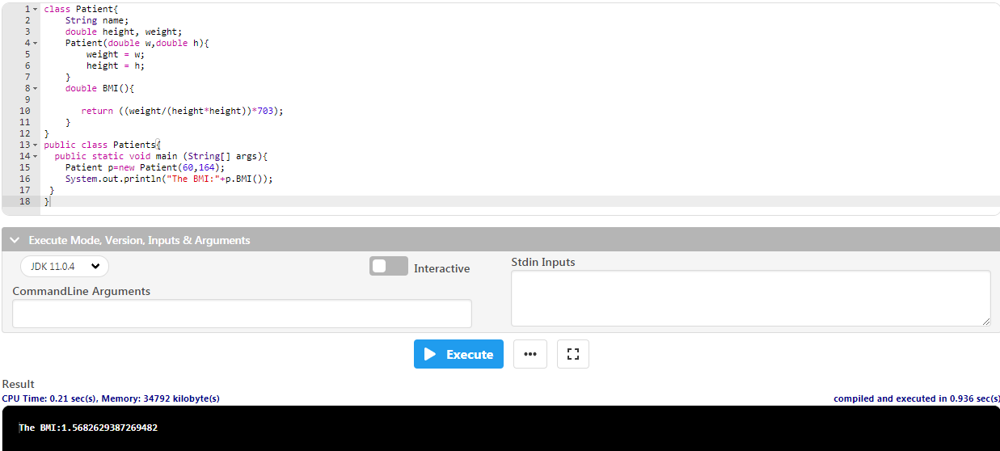 1 class Patient{
2     String name;
3     double height, weight;
4     Patient(double w,double h){
5         weight = w;
6         height = h;
7     }
8     double BMI(){
9
10        return ((weight/(height*height))*703);
11     }
12 }
13 public class Patients{
14   public static void main (String[] args){
15     Patient p=new Patient(60,164);
16     System.out.println("The BMI:"+p.BMI());
17  }
18 }
Execute Mode, Version, Inputs & Arguments
JDK 11.0.4
Interactive
Stdin Inputs
CommandLine Arguments
Execute
Result
CPU Time: 0.21 sec(s), Memory: 34792 kilobyte(s)
compiled and executed in 0.936 sec(s)
The BMI:1.5682629387269482